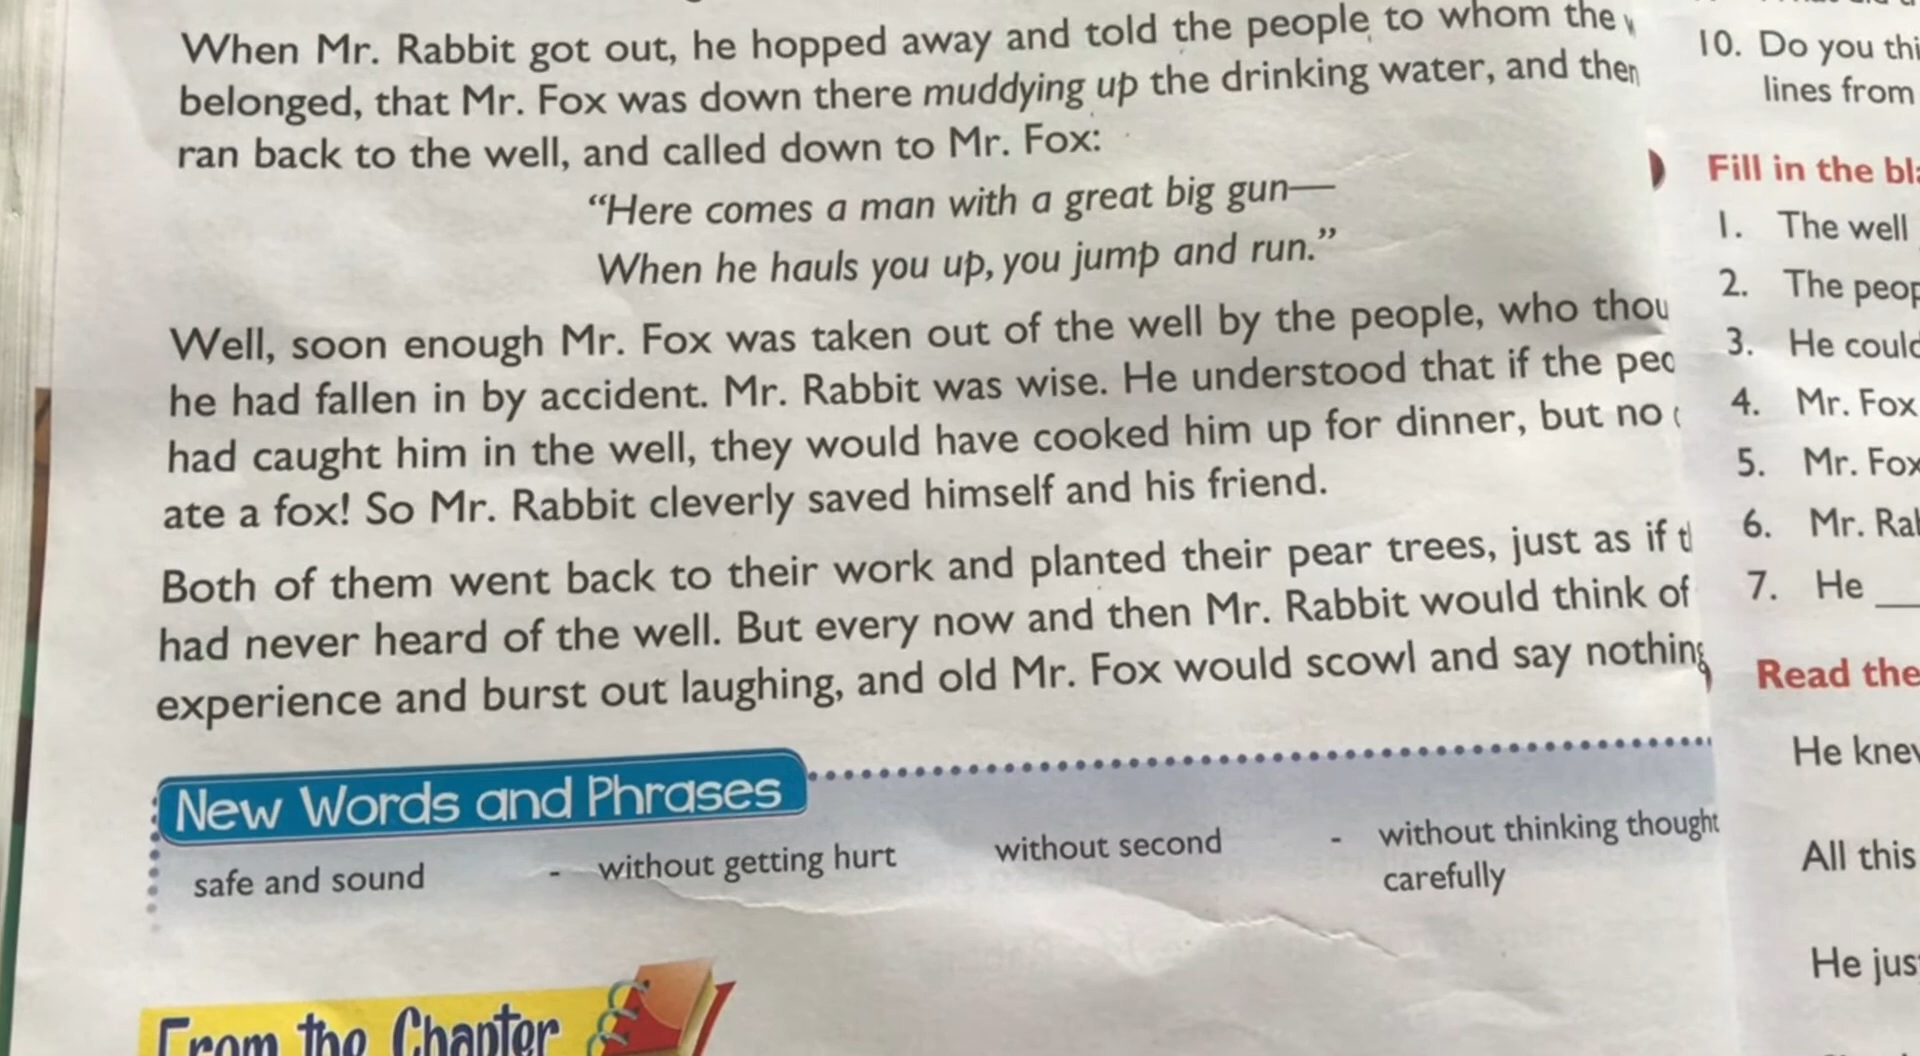 When Mr. Rabbit got out, he hopped away and told the people to whom the
belonged, that Mr. Fox was down there muddying up the drinking water, and then
ran back to the well, and called down to Mr. Fox:
“Here comes a man with a great big gun—
When he hauls you up, you jump and run.”
Well, soon enough Mr. Fox was taken out of the well by the people, who
he had fallen in by accident. Mr. Rabbit was wise. He understood that if the
had caught him in the well, they would have cooked him up for dinner, but no
ate a fox! So Mr. Rabbit cleverly saved himself and his friend.
Both of them went back to their work and planted their pear trees, just as if
had never heard of the well. But every now and then Mr. Rabbit would think of
experience and burst out laughing, and old Mr. Fox would scowl and say nothing
New Words and Phrases
safe and sound - without getting hurt without second - without thinking thought
carefully
From the Chapter
10. Do you
lines from
Fill in the
1. The well
2. The
3. He
4. Mr. Fox
5. Mr. Fox
6. Mr.
7. He ___
Read the
He
All this
He